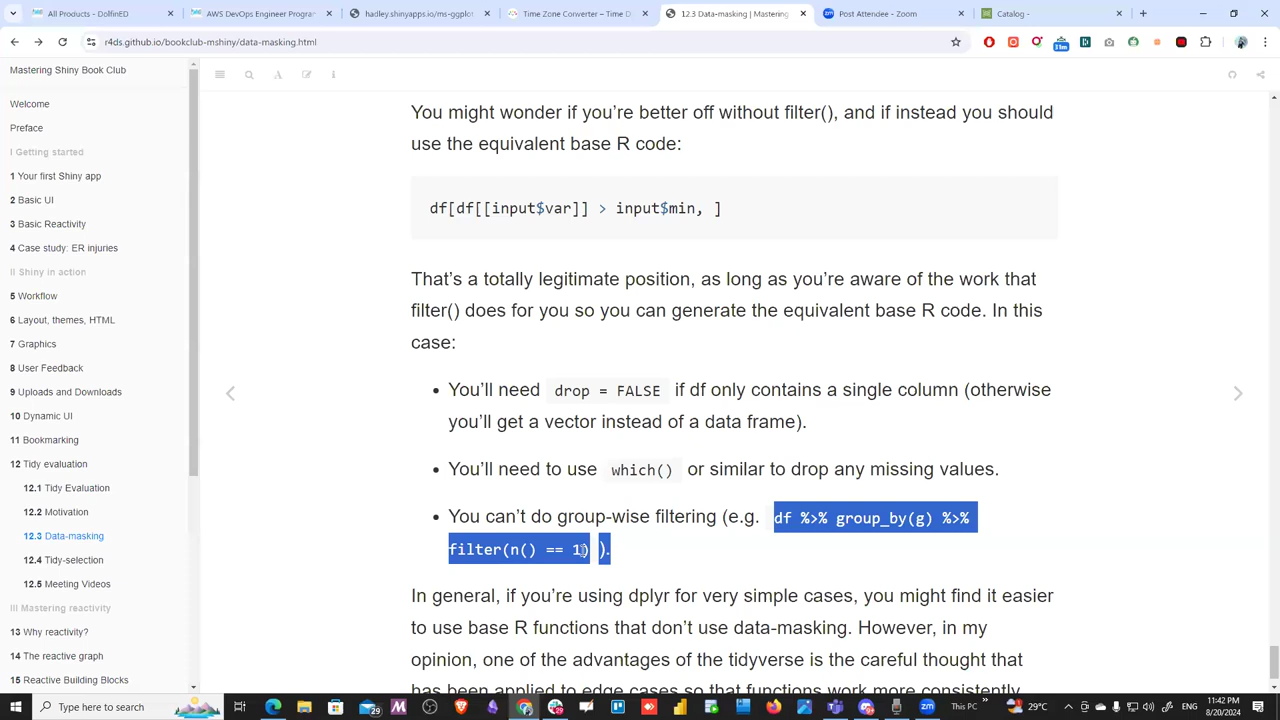 All Products - DolfinED
AWS DevOps Engineer Program
hadley.shinyapps.io/ms-ggplot
Time Zone Converter – Time D
12.3 Data-masking | Mastering
Post Attendee - Zoom
Catalog -
r4ds.github.io/bookclub-mshiny/data-masking.html
31m
Mastering Shiny Book Club
Welcome
Preface
I Getting started
1 Your first Shiny app
2 Basic UI
3 Basic Reactivity
4 Case study: ER injuries
II Shiny in action
5 Workflow
6 Layout, themes, HTML
7 Graphics
8 User Feedback
9 Uploads and Downloads
10 Dynamic UI
11 Bookmarking
12 Tidy evaluation
12.1 Tidy Evaluation
12.2 Motivation
12.3 Data-masking
12.4 Tidy-selection
12.5 Meeting Videos
III Mastering reactivity
13 Why reactivity?
14 The reactive graph
15 Reactive Building Blocks
You might wonder if you're better off without filter(), and if instead you should
use the equivalent base R code:
df[df[[input$var]] > input$min, ]
That's a totally legitimate position, as long as you're aware of the work that
filter() does for you so you can generate the equivalent base R code. In this
case:
• You'll need drop = FALSE if df only contains a single column (otherwise
you'll get a vector instead of a data frame).
• You'll need to use which() or similar to drop any missing values.
• You can't do group-wise filtering (e.g. df %>% group_by(g) %>%
filter(n() == 1) ).
In general, if you're using dplyr for very simple cases, you might find it easier
to use base R functions that don't use data-masking. However, in my
opinion, one of the advantages of the tidyverse is the careful thought that
has been applied to edge cases so that functions work more consistently
Type here to search
29
This PC
29°C
11:42 PM
8/20/2024